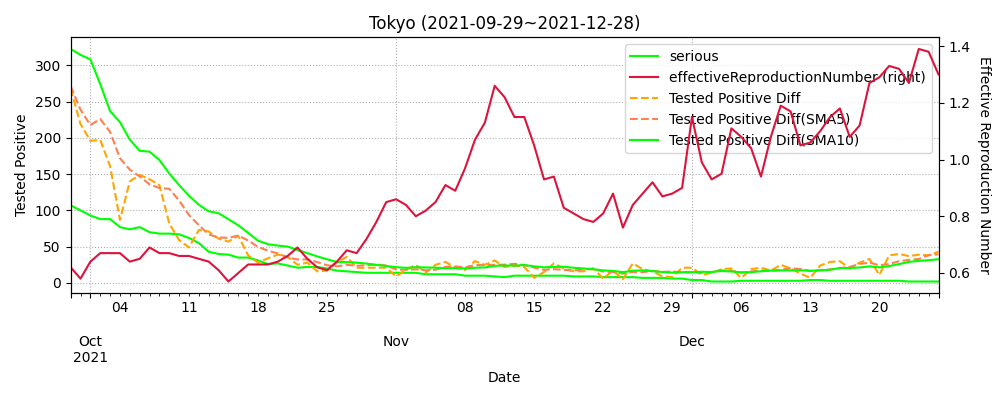 Tokyo (2021-09-29~2021-12-28)
serious
effectiveReproductionNumber (right)
Tested Positive Diff
Tested Positive Diff(SMA5)
Tested Positive Diff(SMA10)
Tested Positive
300
250
200
150
100
50
0
1.4
1.2
1.0
0.8
0.6
Effective Reproduction Number
04 11 18 25 08 15 22 29 06 13 20
Oct Nov Dec
2021
Date